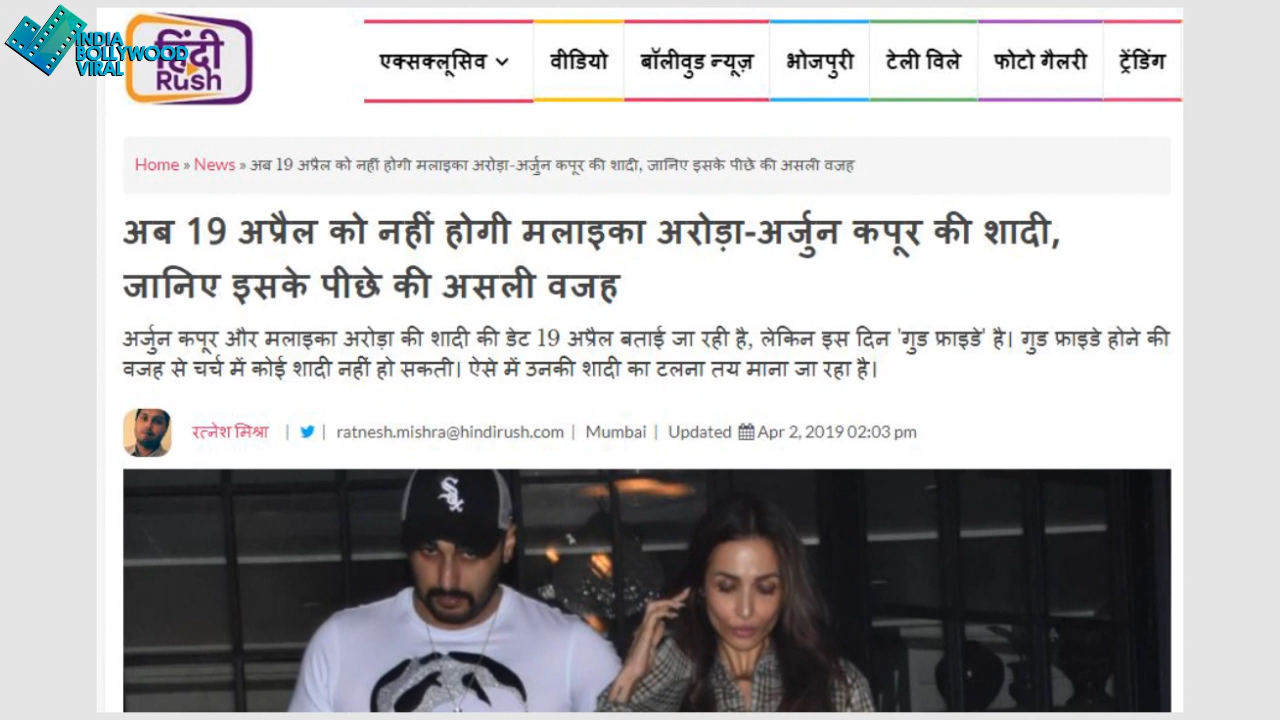 INDIA
BOLLYWOOD
VIRAL
हिंदी
Rush
एक्सक्लूसिव वीडियो बॉलीवुड न्यूज़ भोजपुरी टेली विले फोटो गैलरी ट्रेंडिंग
Home » News » अब 19 अप्रैल को नहीं होगी मलाइका अरोड़ा-अर्जुन कपूर की शादी, जानिए इसके पीछे की असली वजह
अब 19 अप्रैल को नहीं होगी मलाइका अरोड़ा-अर्जुन कपूर की शादी,
जानिए इसके पीछे की असली वजह
अर्जुन कपूर और मलाइका अरोड़ा की शादी की डेट 19 अप्रैल बताई जा रही है, लेकिन इस दिन 'गुड फ्राइडे' है। गुड फ्राइडे होने की
वजह से चर्च में कोई शादी नहीं हो सकती। ऐसे में उनकी शादी का टलना तय माना जा रहा है।
रत्नेश मिश्रा | | ratnesh.mishra@hindirush.com | Mumbai | Updated Apr 2, 2019 02:03 pm